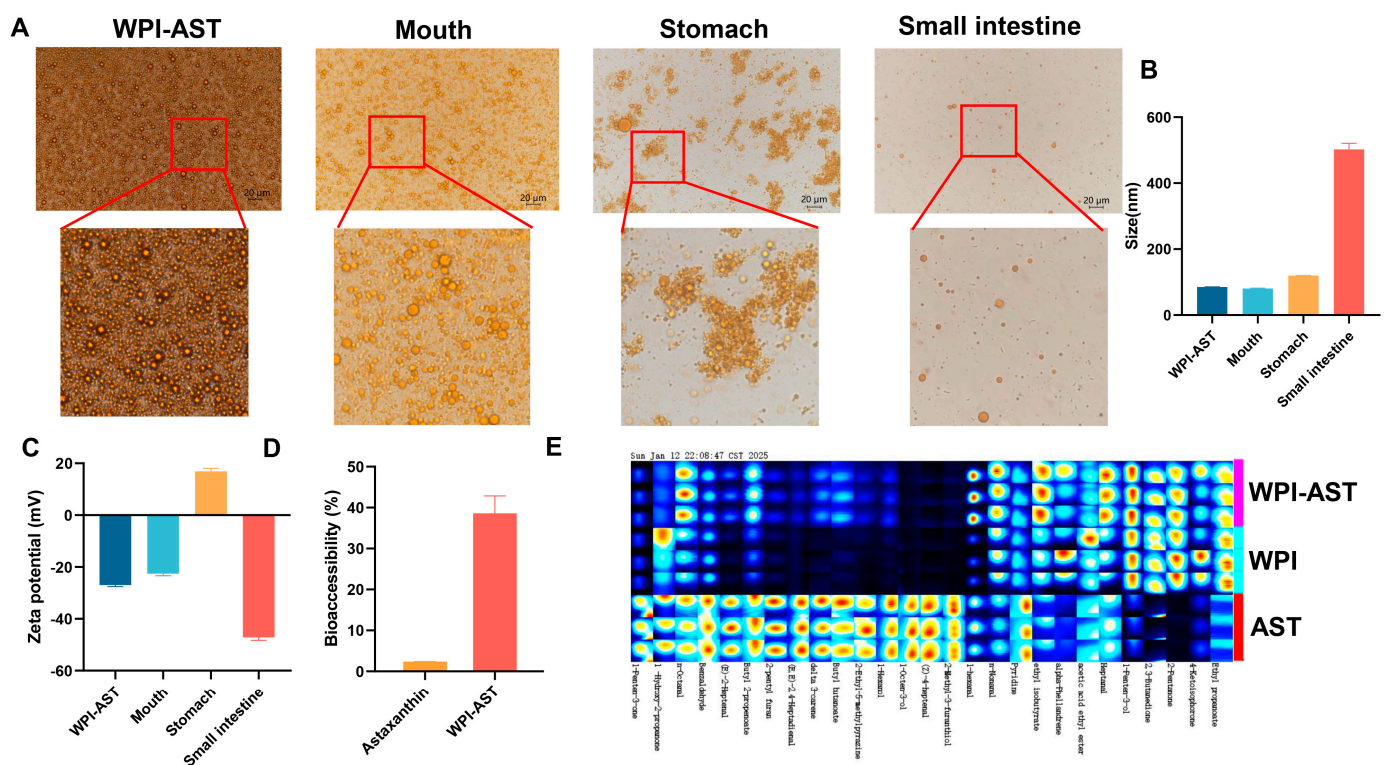 A
WPI-AST
Mouth
Stomach
Small intestine
20 μm
20 μm
20 μm
20 μm
B
Size(nm)
600
400
200
0
WPI-AST
Mouth
Stomach
Small intestine
C
Zeta potential (mV)
20
0
-20
-40
-60
WPI-AST
Mouth
Stomach
Small intestine
D
Bioaccessibility (%)
50
40
30
20
10
0
Astaxanthin
WPI-AST
E
Sun Jan 12 22:08:47 CST 2025
WPI-AST
WPI
AST
1-Penten-3-one
1-Hydroxy-2-propanone
n-Octanal
Benzaldehyde
(E)-2-Heptenal
Butyl 2-propenoate
2-pentyl furan
(E,E)-2,4-Heptadienal
delta 3-carene
Butyl butanoate
2-Ethyl-5-methylpyrazine
1-Hexanol
1-Octen-3-ol
(Z)-4-heptenal
2-Methyl-3-furanthiol
1-hexanal
n-Nonanal
Pyridine
ethyl isobutyrate
alpha-Phellandrene
acetic acid ethyl ester
Heptanal
1-Penten-3-ol
2,3-Butanedione
2-Pentanone
4-Ketoisophorone
Ethyl propanoate